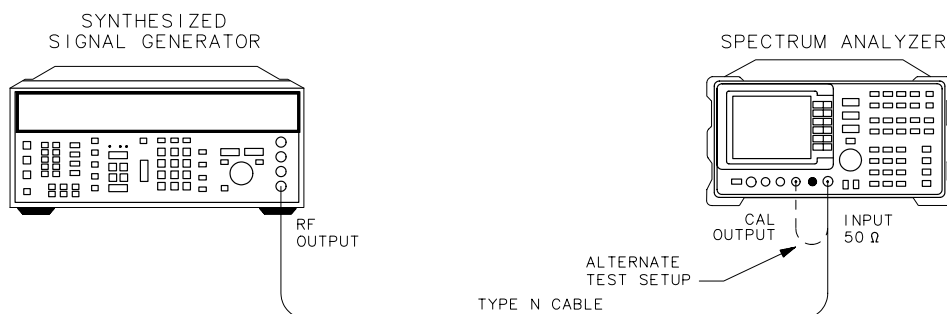 SYNTHESIZED
SIGNAL GENERATOR
SPECTRUM ANALYZER
RF
OUTPUT
CAL
OUTPUT
INPUT
50 Ω
ALTERNATE
TEST SETUP
TYPE N CABLE